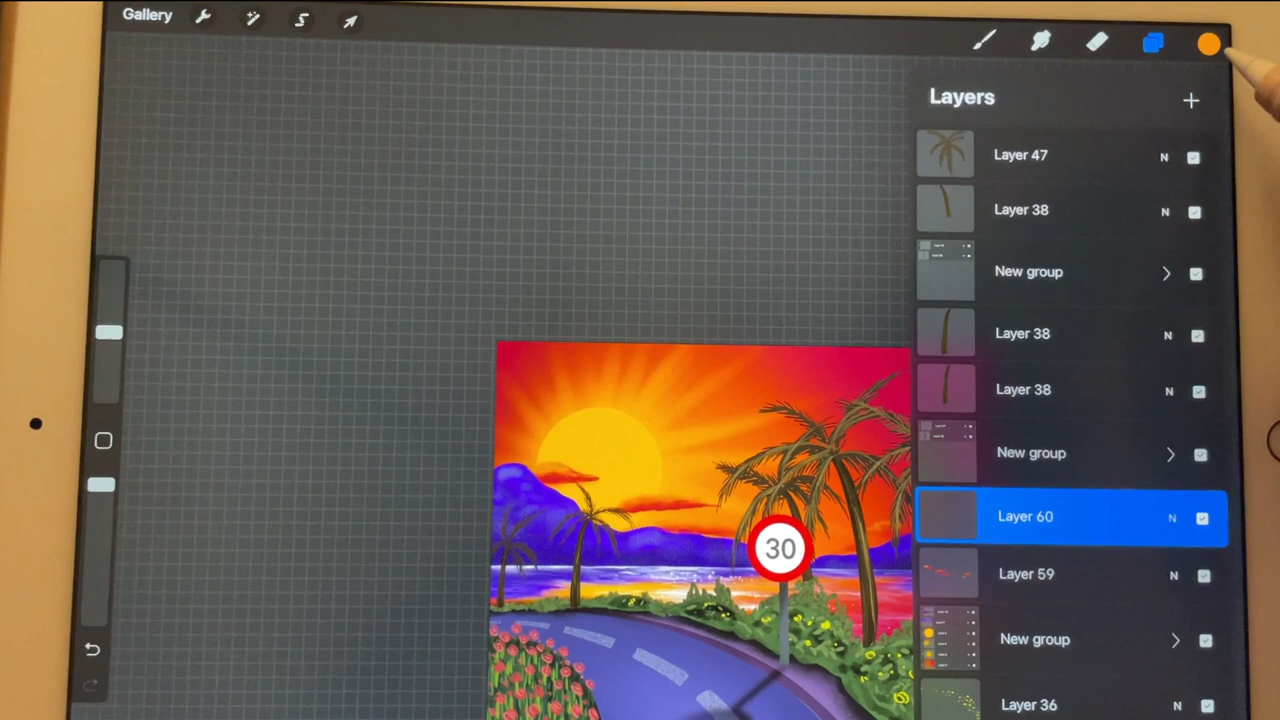 Gallery
Layers
Layer 47 N
Layer 38 N
New group
Layer 38 N
Layer 38 N
New group
Layer 60 N
Layer 59 N
New group
Layer 36 N
30